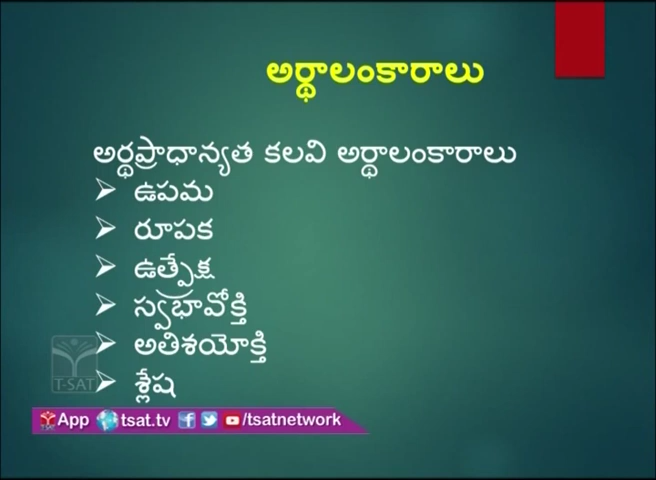 అర్థాలంకారాలు
అర్థప్రాధాన్యత కలవి అర్థాలంకారాలు
ఉపమ
రూపక
ఉత్ప్రేక్ష
స్వభావోక్తి
అతిశయోక్తి
శ్లేష
T-SAT
App tsat.tv /tsatnetwork